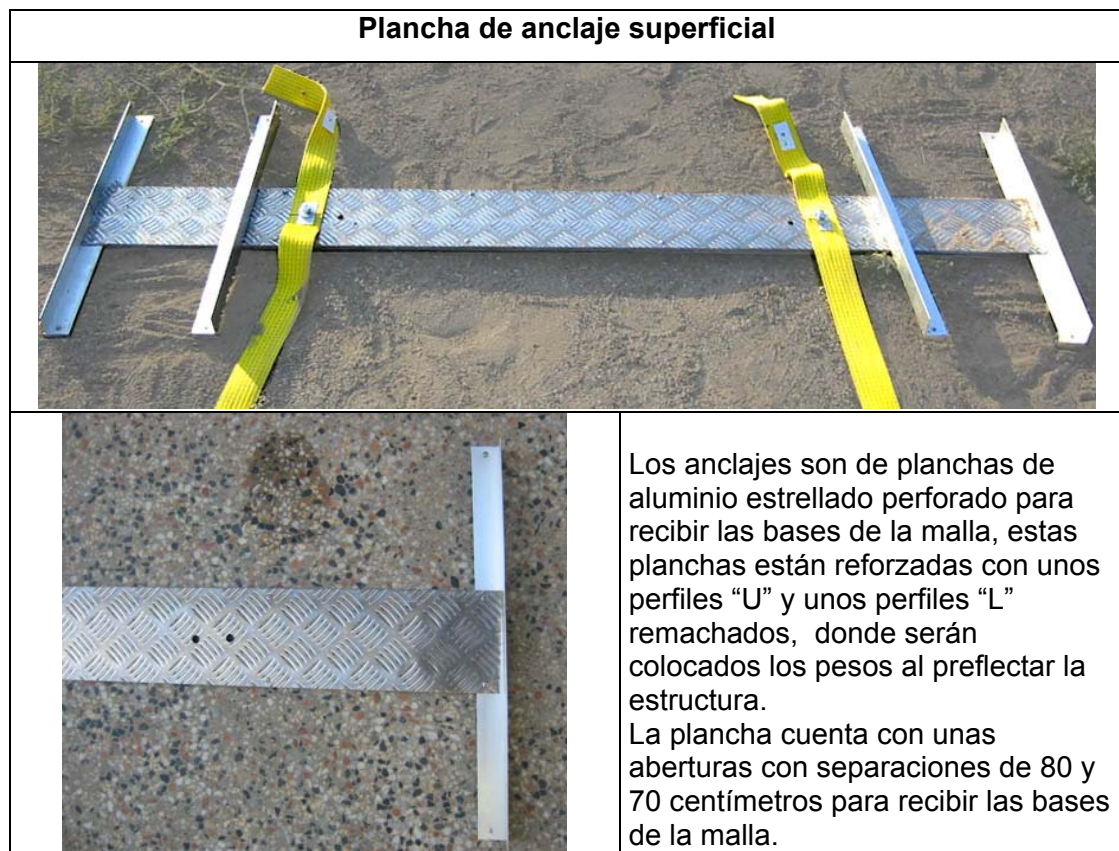 Plancha de anclaje superficial
Los anclajes son de planchas de
aluminio estrellado perforado para
recibir las bases de la malla, estas
planchas están reforzadas con unos
perfiles “U” y unos perfiles “L”
remachados, donde serán
colocados los pesos al preflectar la
estructura.
La plancha cuenta con unas
aberturas con separaciones de 80 y
70 centímetros para recibir las bases
de la malla.